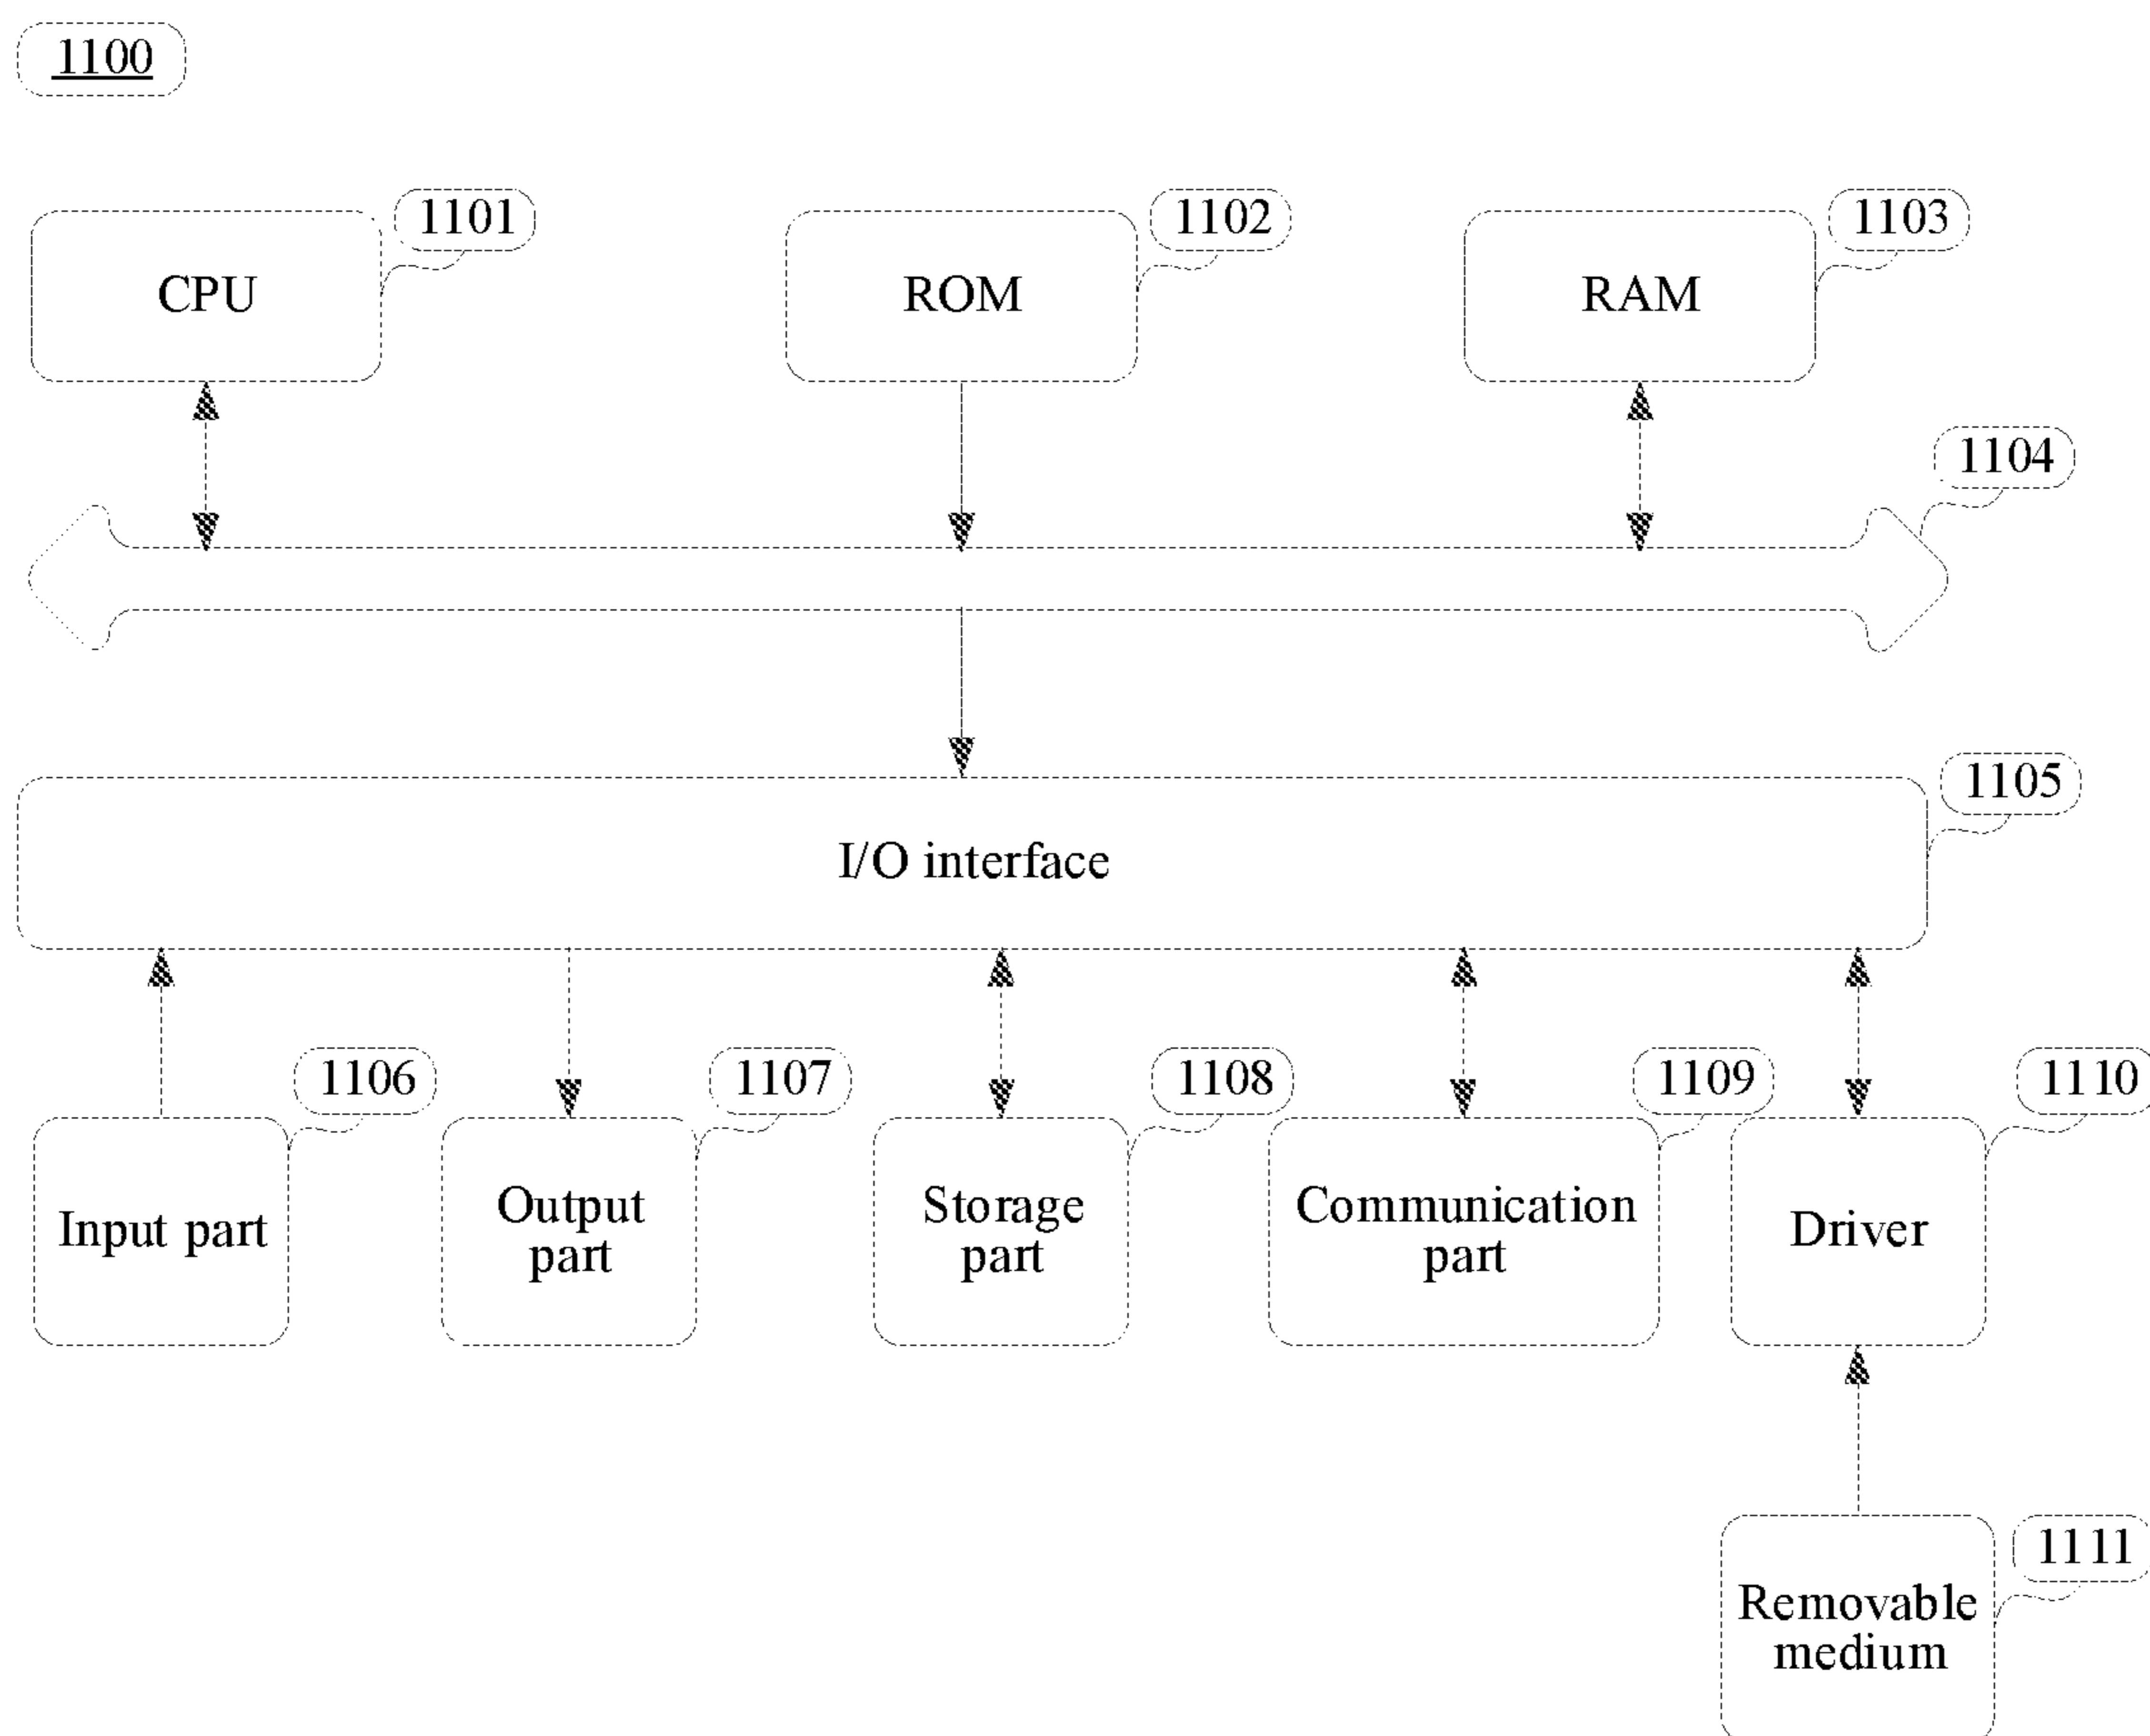 1100
1101
1102
1103
CPU
ROM
RAM
1104
1105
I/O interface
1106
1107
1108
1109
1110
Input part
Output
part
Storage
part
Communication
part
Driver
1111
Removable
medium